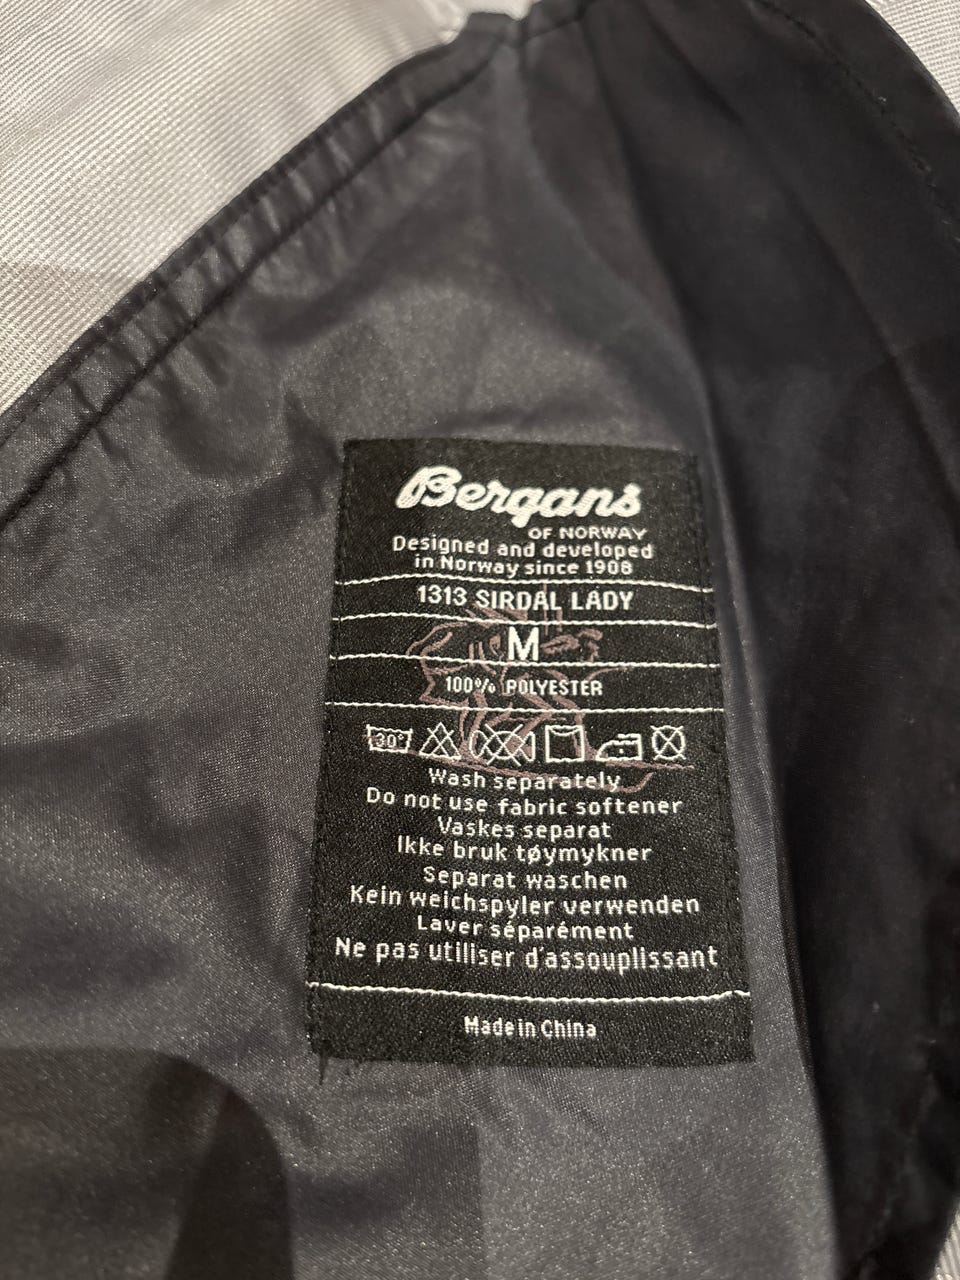 Bergans
OF NORWAY
Designed and developed
in Norway since 1908
1313 SIRDAL LADY
M
100% POLYESTER
30°
Wash separately
Do not use fabric softener
Vaskes separat
Ikke bruk tøymykner
Separat waschen
Kein weichspyler verwenden
Laver séparément
Ne pas utiliser d'assouplissant
Made in China